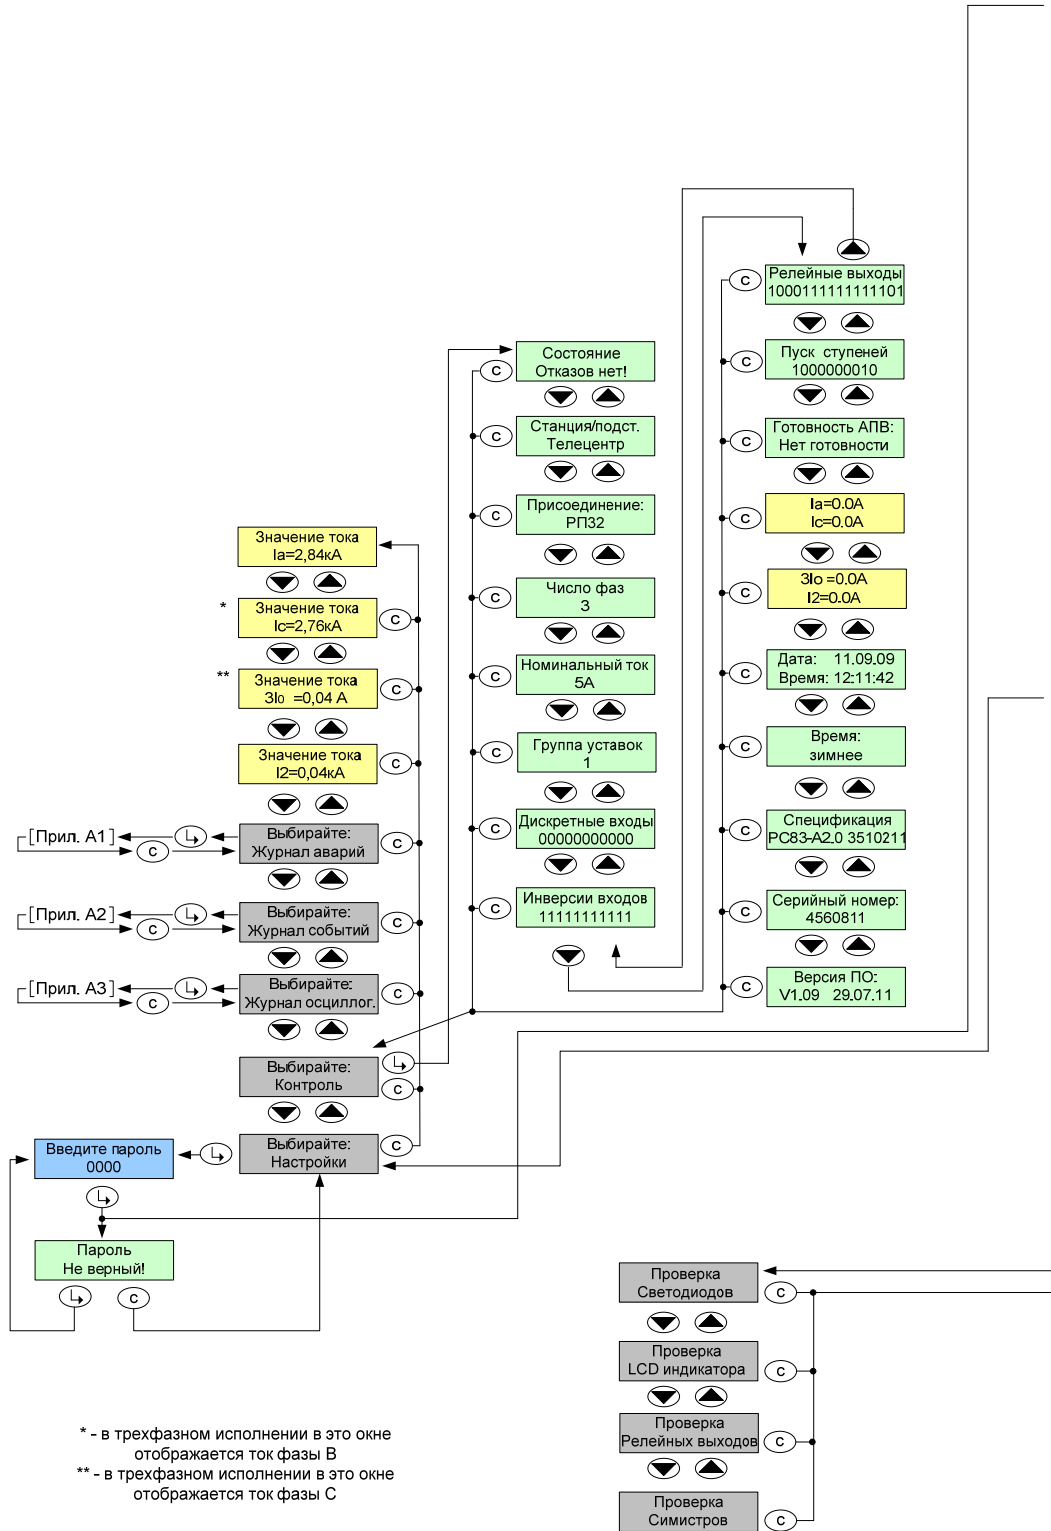 Релейные выходы
1000111111111101
C
Пуск ступеней
1000000010
C
Готовность АПВ:
Нет готовности
C
Ia=0.0A
Ic=0.0A
C
3Io =0.0A
I2=0.0A
C
Дата: 11.09.09
Время: 12:11:42
C
Время:
зимнее
C
Спецификация
РС83-А2.0 3510211
C
Серийный номер:
4560811
C
Версия ПО:
V1.09 29.07.11
C
Состояние
Отказов нет!
C
Станция/подст.
Телецентр
C
Присоединение:
РП32
C
Число фаз
3
C
Номинальный ток
5А
C
Группа уставок
1
C
Дискретные входы
00000000000
C
Инверсии входов
11111111111
C
Значение тока
Ia=2,84кА
*
Значение тока
Ic=2,76кА
C
**
Значение тока
3I0 =0,04 А
C
Значение тока
I2=0,04кА
C
[Прил. А1]
C
Выбирайте:
Журнал аварий
C
[Прил. А2]
C
Выбирайте:
Журнал событий
C
[Прил. А3]
C
Выбирайте:
Журнал осциллог.
C
Выбирайте:
Контроль
C
Выбирайте:
Настройки
C
Введите пароль
0000
Пароль
Не верный!
C
Проверка
Светодиодов
C
Проверка
LCD индикатора
C
Проверка
Релейных выходов
C
Проверка
Симистров
C
* - в трехфазном исполнении в это окне
отображается ток фазы В
** - в трехфазном исполнении в это окне
отображается ток фазы С